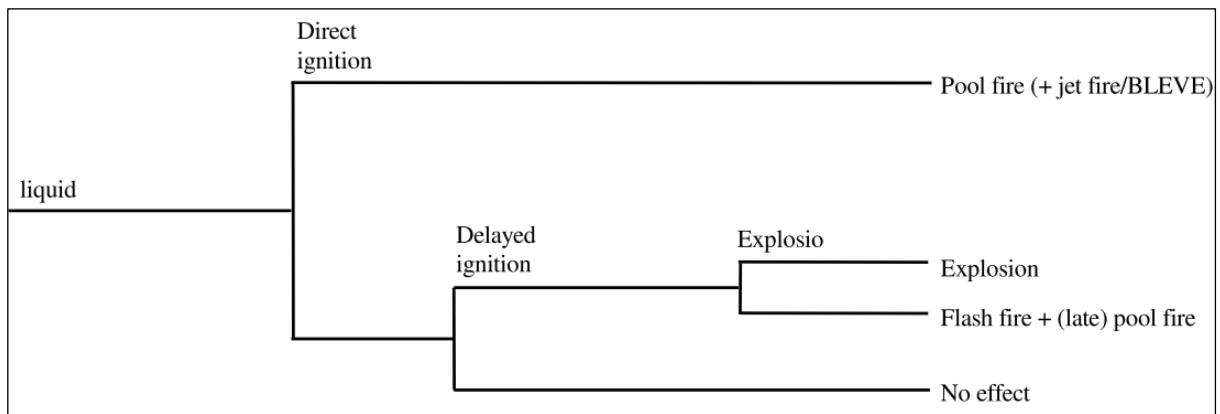 Direct
ignition
Pool fire (+ jet fire/BLEVE)
liquid
Delayed
ignition
Explosio
Explosion
Flash fire + (late) pool fire
No effect